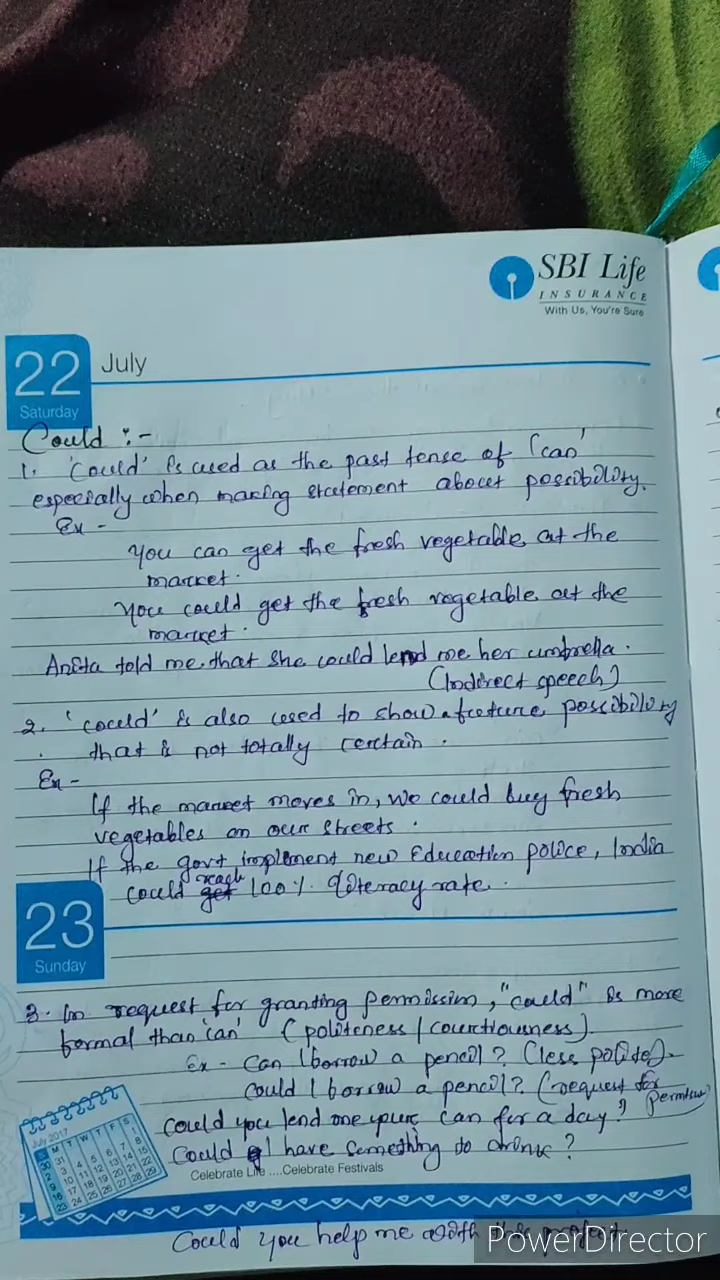 SBI Life
INSURANCE
With Us, You're Sure
22 July
Saturday
Could :-
1. 'Could' is used as the past tense of 'can'
especially when making statement about possibility.
Ex -
You can get the fresh vegetable at the
market.
You could get the fresh vegetable at the
market.
Anita told me that she could lend me her umbrella.
(Indirect speech)
2. 'could' is also used to show a future possibility
that is not totally certain.
Ex -
If the market moves in, we could buy fresh
vegetables on our streets.
If the govt implement new Education police, India
could reach 100% literacy rate.
23
Sunday
3. In request for granting permission, "could" is more
formal than 'can' (politeness / courtiousness).
Ex - Can I borrow a pencil? (less polite).
Could I borrow a pencil? (request for permission)
Could you lend me your car for a day?
Could I have something to drink?
July 2017
Celebrate Life ....Celebrate Festivals
Could you help me with this project.
PowerDirector